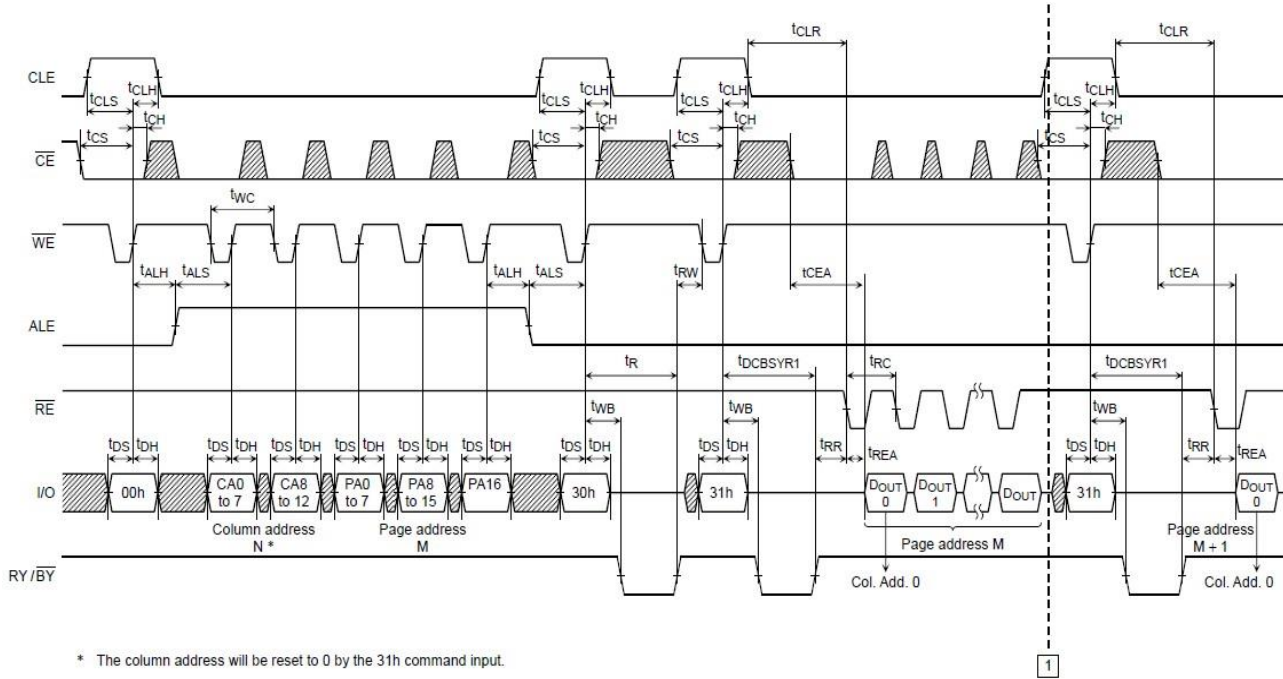 tCLR tCLR
CLE
tCLS tCLH tCLS tCLH tCLS tCLH tCLS tCLH
tCS tCH tCS tCH tCS tCH tCS tCH
CE
tWC
WE
tALH tALS tALH tALS tRW tCEA tCEA
ALE
tR tDCBSYR1 tRC tDCBSYR1
RE
tWB tWB tWB
tDS tDH tDS tDH tDS tDH tDS tDH tDS tDH tDS tDH tDS tDH tDS tDH tRR tREA tDS tDH tRR tREA
I/O
00h
CA0 to 7
CA8 to 12
PA0 to 7
PA8 to 15
PA16
30h
31h
DOUT 0
DOUT 1
DOUT
31h
DOUT 0
Column address N *
Page address M
Page address M
Page address M + 1
RY/BY
Col. Add. 0
Col. Add. 0
* The column address will be reset to 0 by the 31h command input.
1